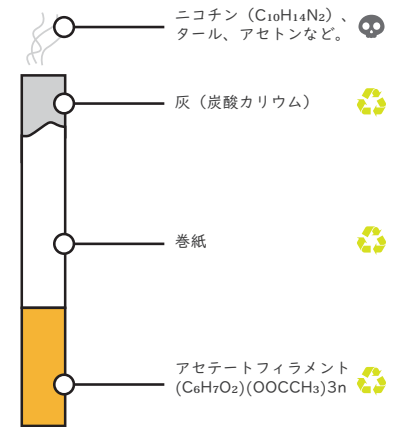 ニコチン（C₁₀H₁₄N₂）、
タール、アセトンなど。
灰（炭酸カリウム）
巻紙
アセテートフィラメント
(C₆H₇O₂)(OOCCH₃)3n